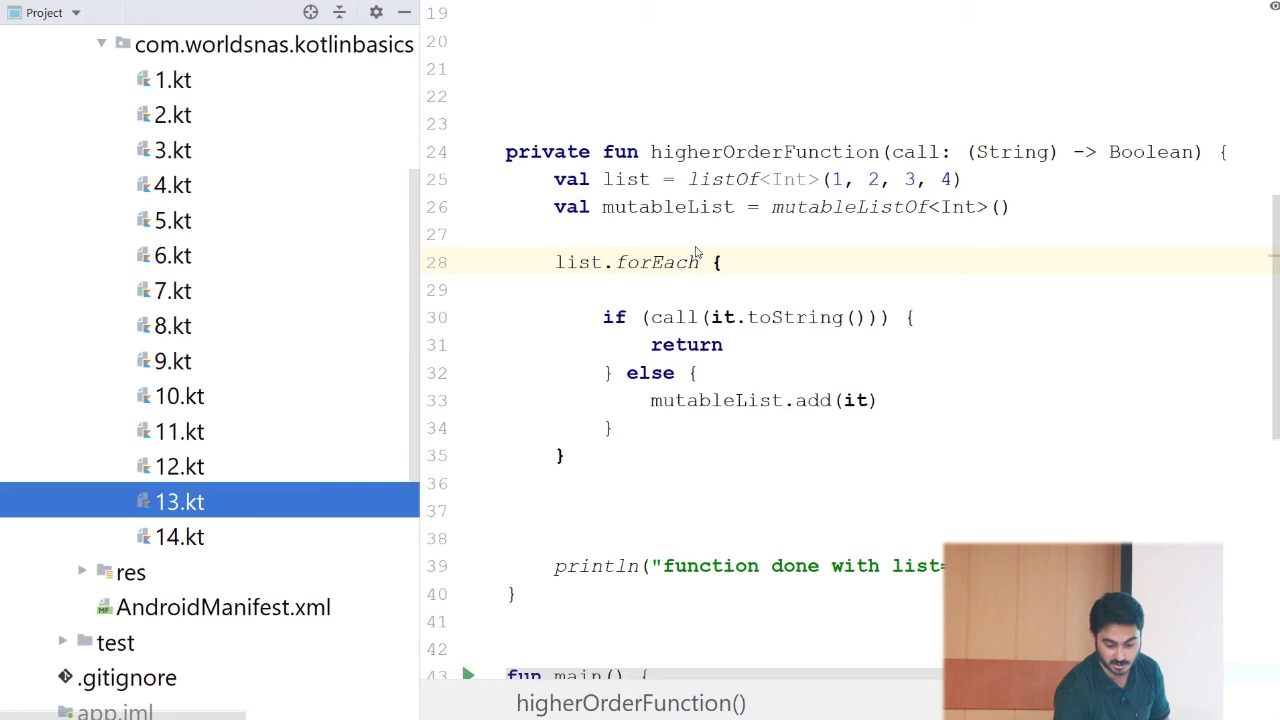 Project
com.worldsnas.kotlinbasics
1.kt
2.kt
3.kt
4.kt
5.kt
6.kt
7.kt
8.kt
9.kt
10.kt
11.kt
12.kt
13.kt
14.kt
res
AndroidManifest.xml
test
.gitignore
app.iml
19
20
21
22
23
24 private fun higherOrderFunction(call: (String) -> Boolean) {
25 val list = listOf<Int>(1, 2, 3, 4)
26 val mutableList = mutableListOf<Int>()
27
28 list.forEach {
29
30 if (call(it.toString())) {
31 return
32 } else {
33 mutableList.add(it)
34 }
35 }
36
37
38
39 println("function done with list=
40 }
41
42
43 fun main() {
higherOrderFunction()